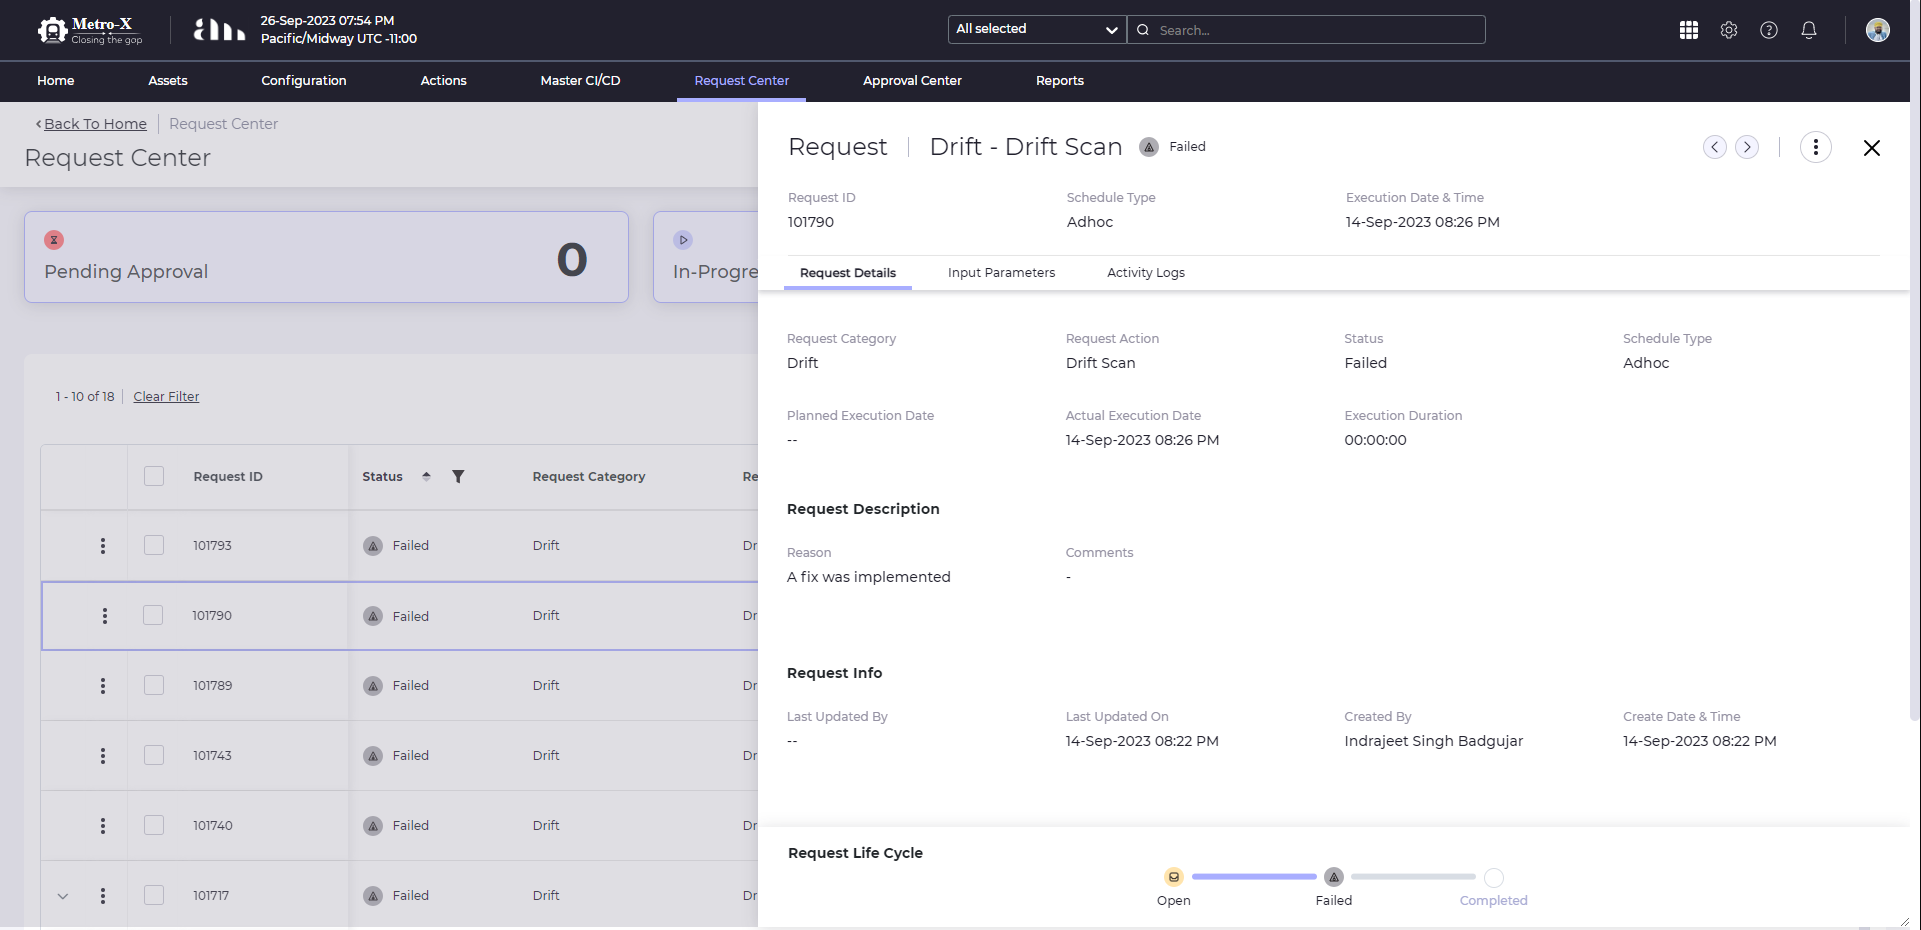 Metro-X
Closing the gap
26-Sep-2023 07:54 PM
Pacific/Midway UTC -11:00
All selected
Search...
Home Assets Configuration Actions Master CI/CD Request Center Approval Center Reports
Back To Home Request Center
Request Center
Pending Approval 0
In-Progre
1 - 10 of 18 Clear Filter
Request ID Status Request Category Re
101793 Failed Drift Dr
101790 Failed Drift Dr
101789 Failed Drift Dr
101743 Failed Drift Dr
101740 Failed Drift Dr
101717 Failed Drift Dr
Request Drift - Drift Scan Failed
Request ID Schedule Type Execution Date & Time
101790 Adhoc 14-Sep-2023 08:26 PM
Request Details Input Parameters Activity Logs
Request Category Request Action Status Schedule Type
Drift Drift Scan Failed Adhoc
Planned Execution Date Actual Execution Date Execution Duration
-- 14-Sep-2023 08:26 PM 00:00:00
Request Description
Reason Comments
A fix was implemented -
Request Info
Last Updated By Last Updated On Created By Create Date & Time
-- 14-Sep-2023 08:22 PM Indrajeet Singh Badgujar 14-Sep-2023 08:22 PM
Request Life Cycle
Open Failed Completed